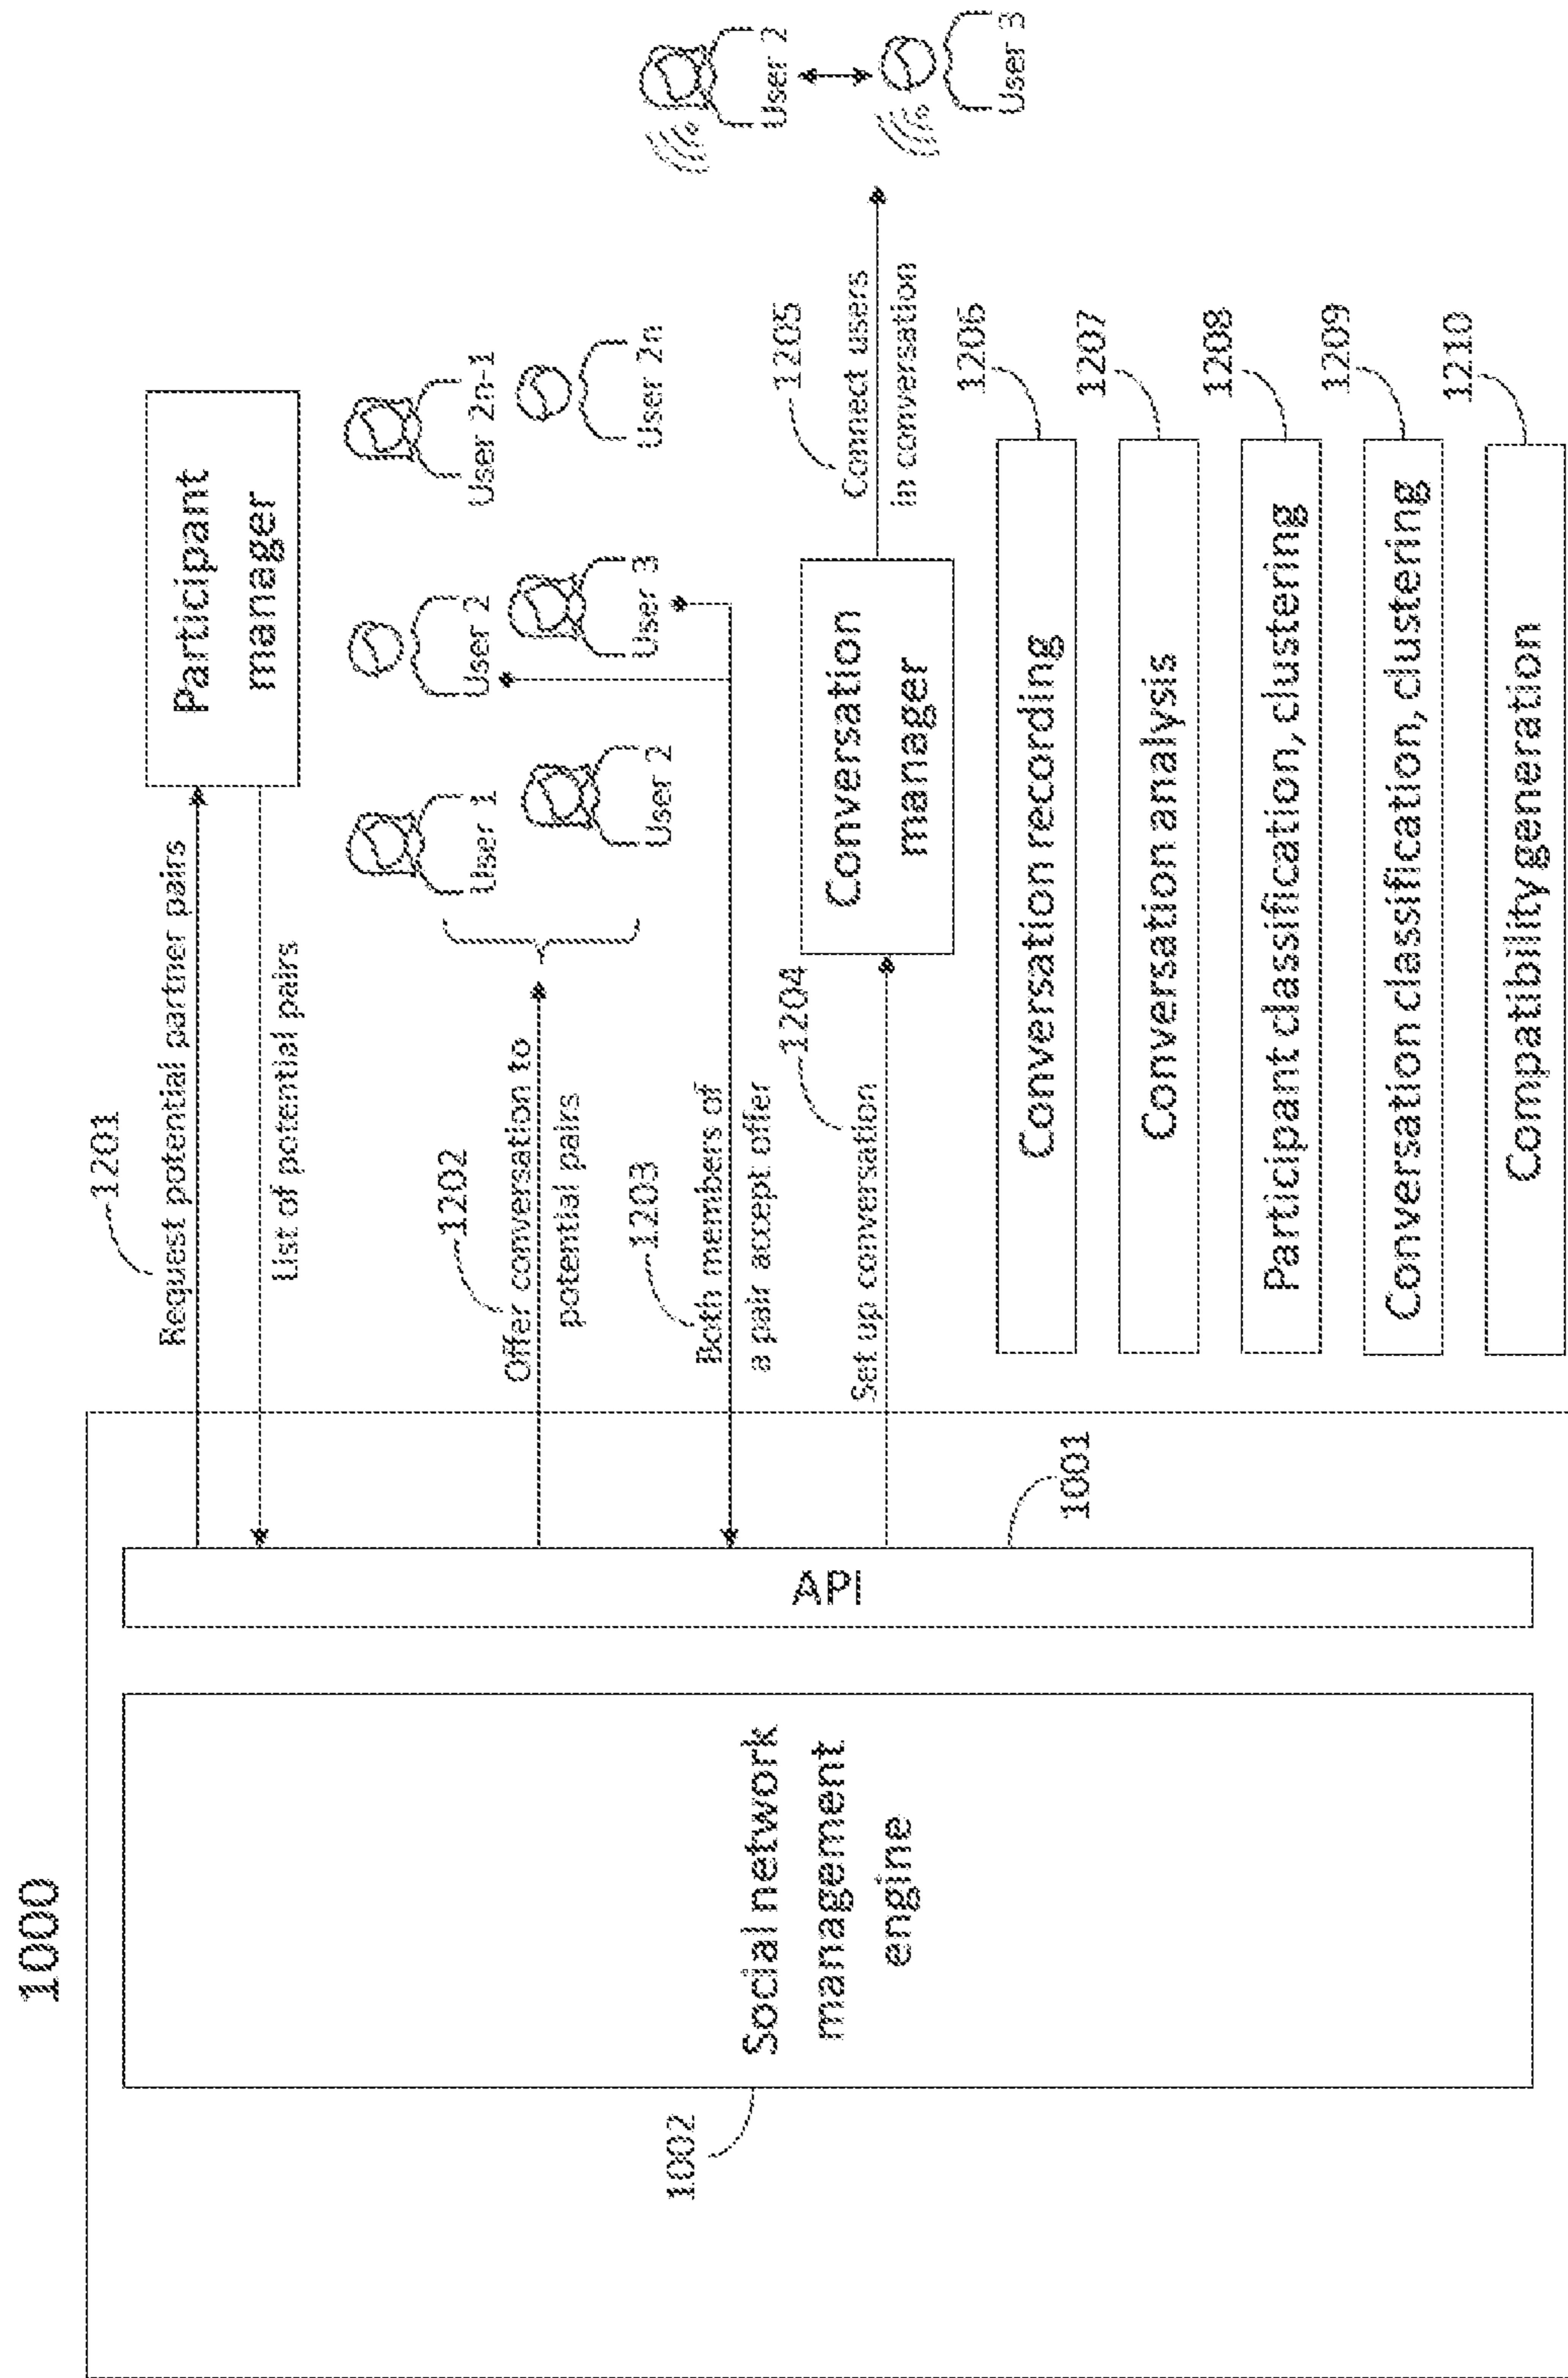 1000
Social network
management
engine
1002
API
1001
1201
Request potential partner pairs
List of potential pairs
Participant
manager
1202
Offer conversation to
potential pairs
User 1
User 2
User 2
User 3
User 2n-1
User 2n
1203
Both members of
a pair accept offer
1204
Set up conversation
Conversation
manager
1205
Connect users
in conversation
User 2
User 3
Conversation recording
1206
Conversation analysis
1207
Participant classification, clustering
1208
Conversation classification, clustering
1209
Compatibility generation
1210